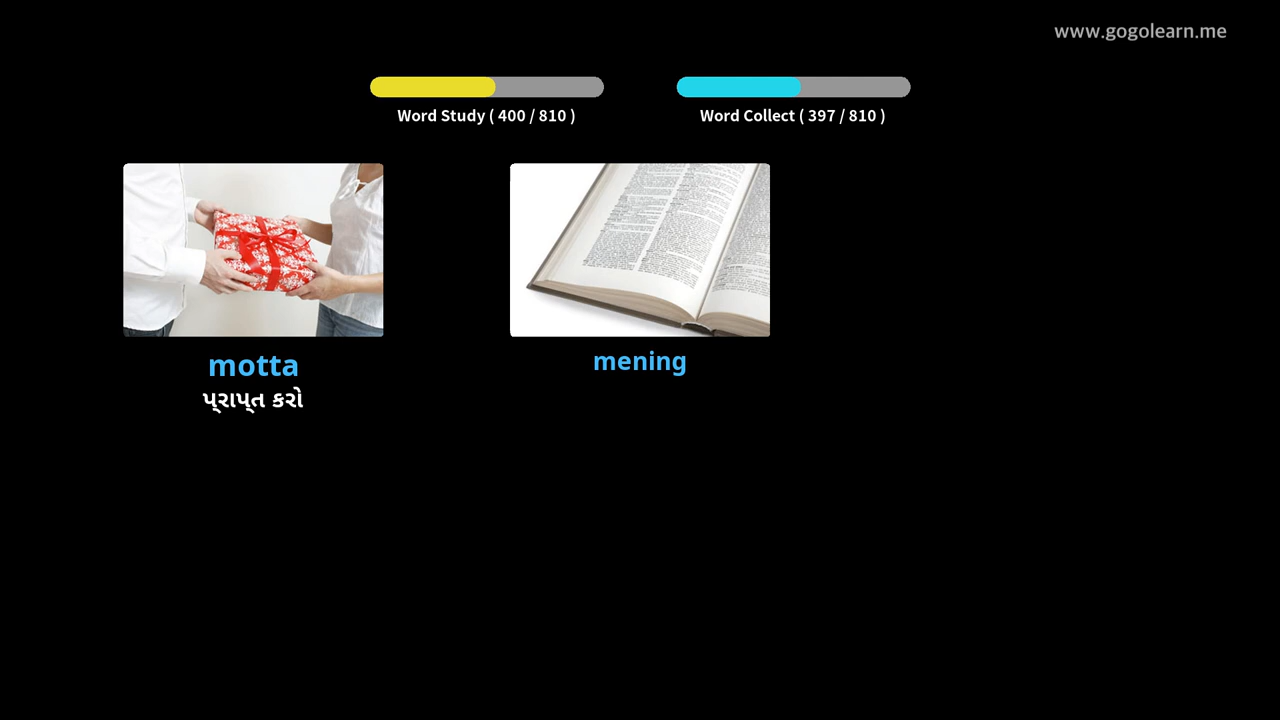 www.gogolearn.me
Word Study ( 400 / 810 )
Word Collect ( 397 / 810 )
motta
પ્રાપ્ત કરો
mening